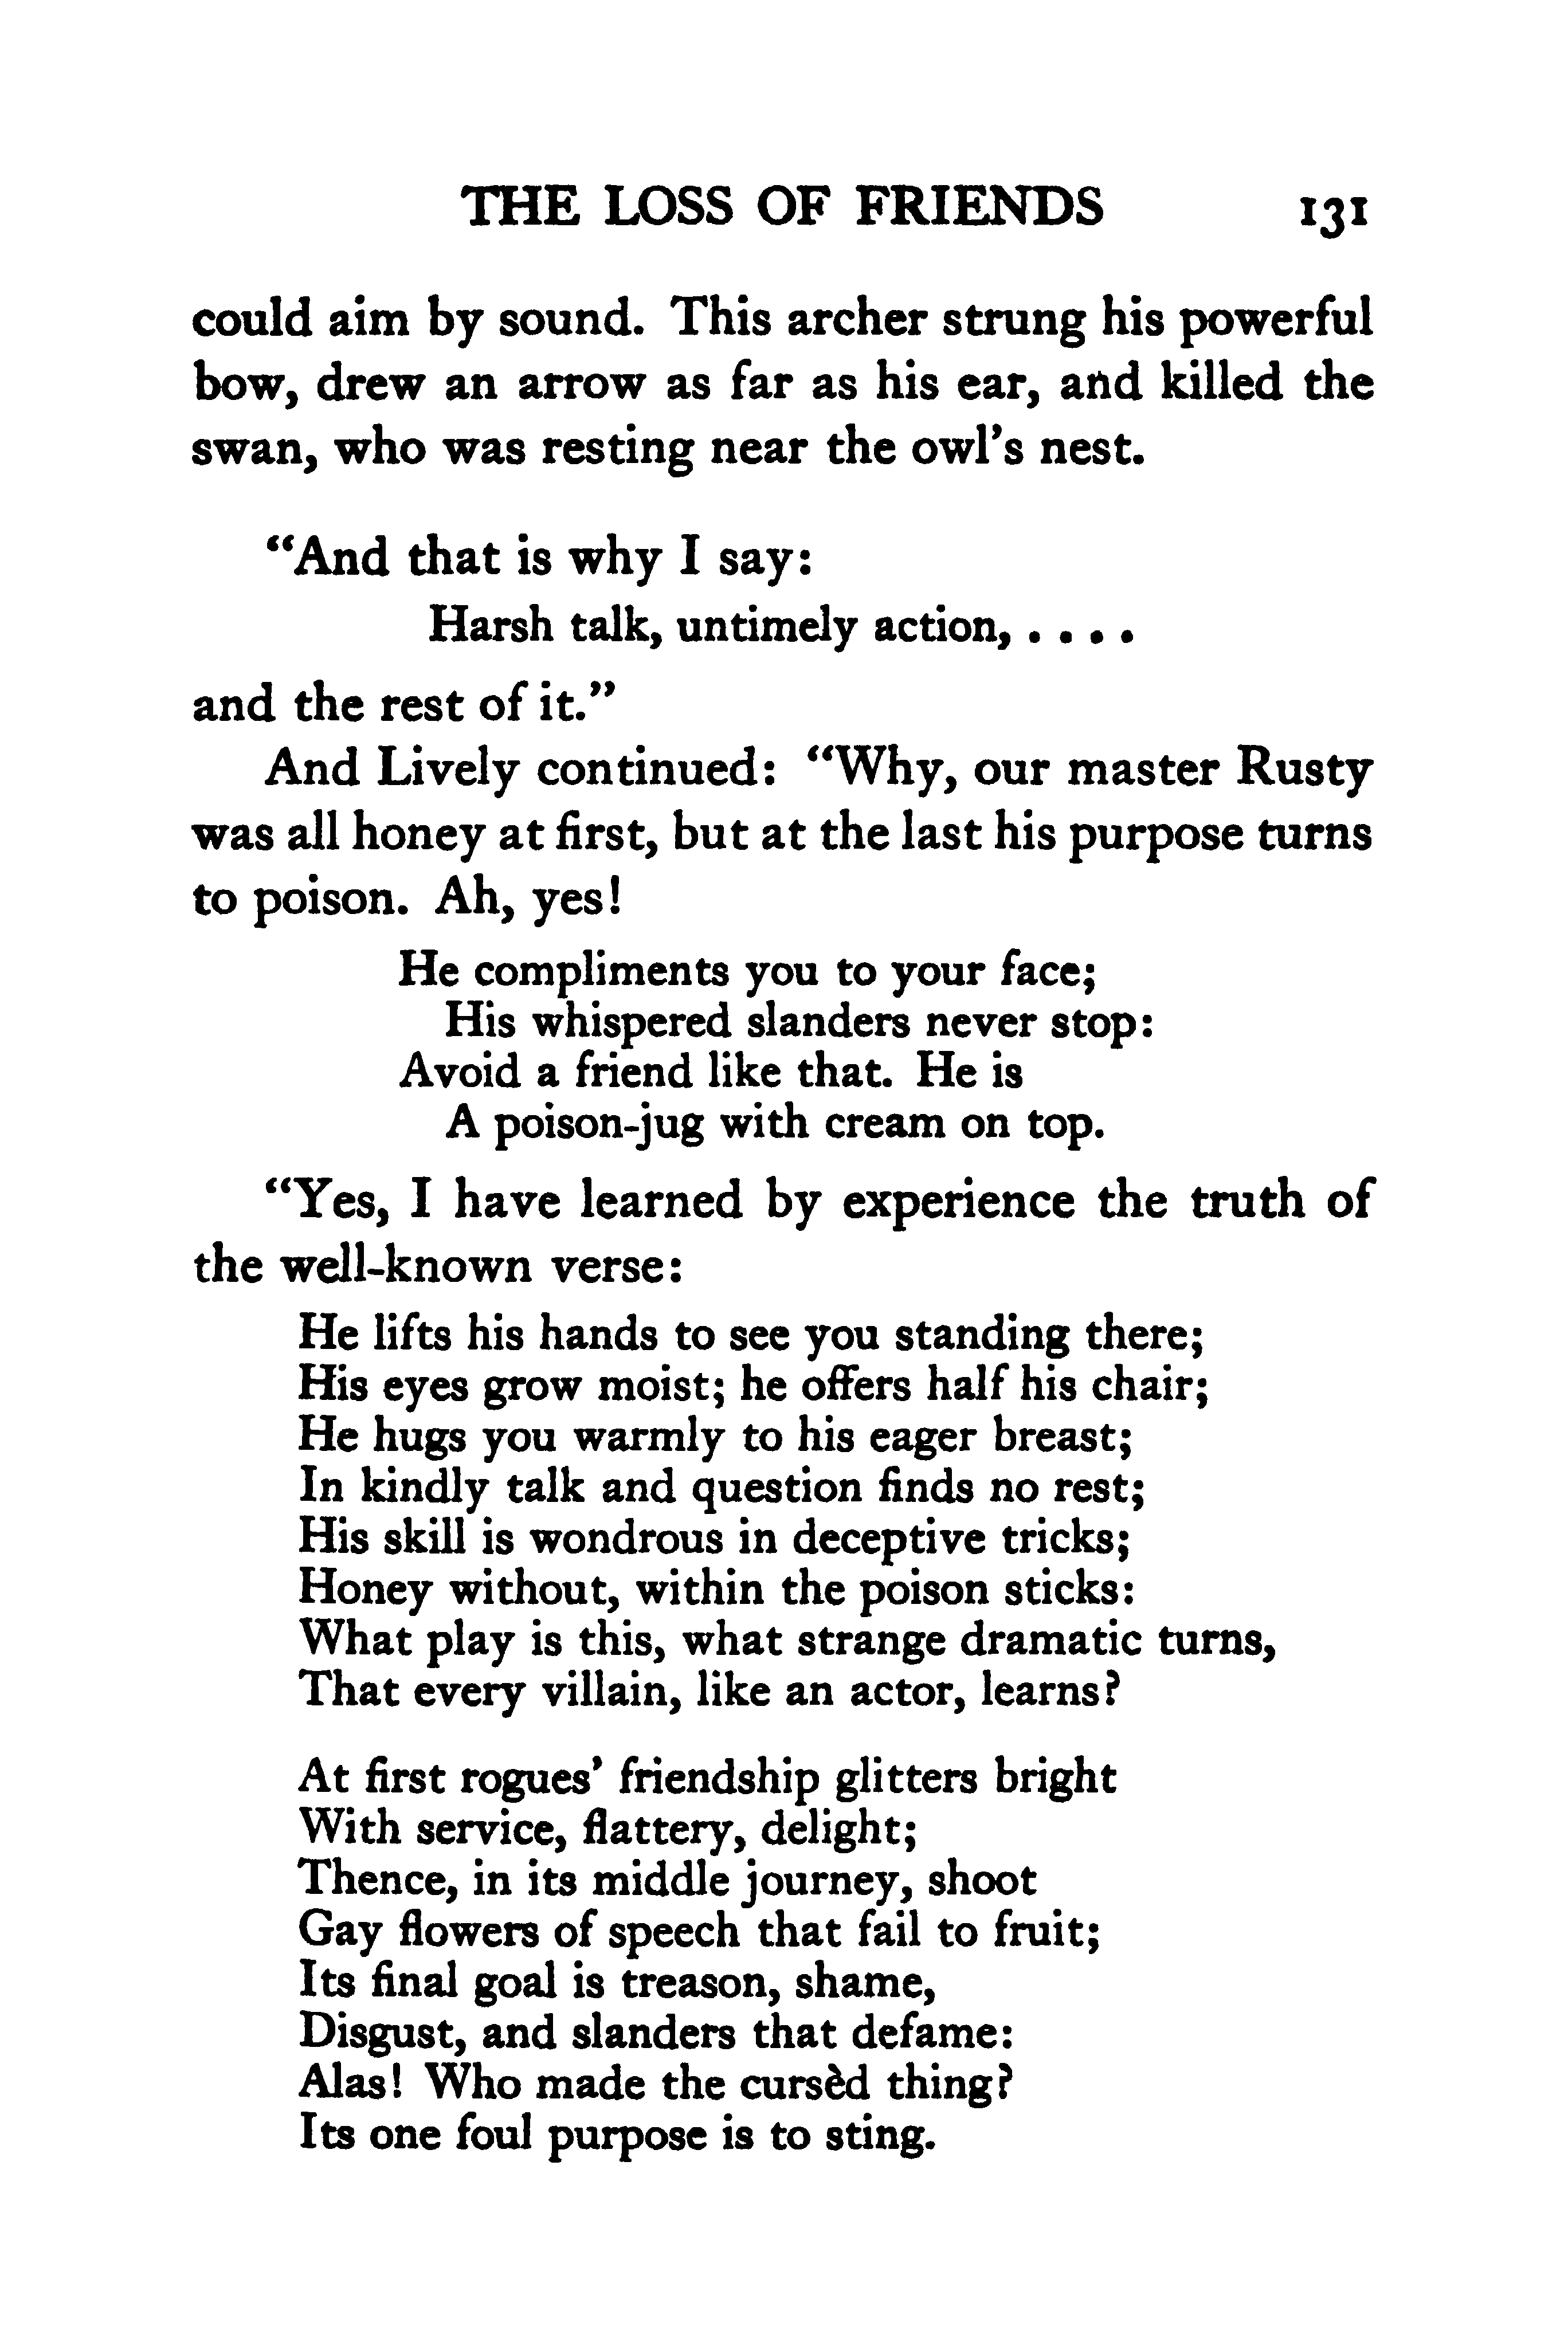 THE LOSS OF FRIENDS 131
could aim by sound. This archer strung his powerful
bow, drew an arrow as far as his ear, and killed the
swan, who was resting near the owl's nest.
“And that is why I say:
Harsh talk, untimely action, . . . .
and the rest of it.”
And Lively continued: “Why, our master Rusty
was all honey at first, but at the last his purpose turns
to poison. Ah, yes!
He compliments you to your face;
His whispered slanders never stop:
Avoid a friend like that. He is
A poison-jug with cream on top.
“Yes, I have learned by experience the truth of
the well-known verse:
He lifts his hands to see you standing there;
His eyes grow moist; he offers half his chair;
He hugs you warmly to his eager breast;
In kindly talk and question finds no rest;
His skill is wondrous in deceptive tricks;
Honey without, within the poison sticks:
What play is this, what strange dramatic turns,
That every villain, like an actor, learns?
At first rogues' friendship glitters bright
With service, flattery, delight;
Thence, in its middle journey, shoot
Gay flowers of speech that fail to fruit;
Its final goal is treason, shame,
Disgust, and slanders that defame:
Alas! Who made the cursèd thing?
Its one foul purpose is to sting.